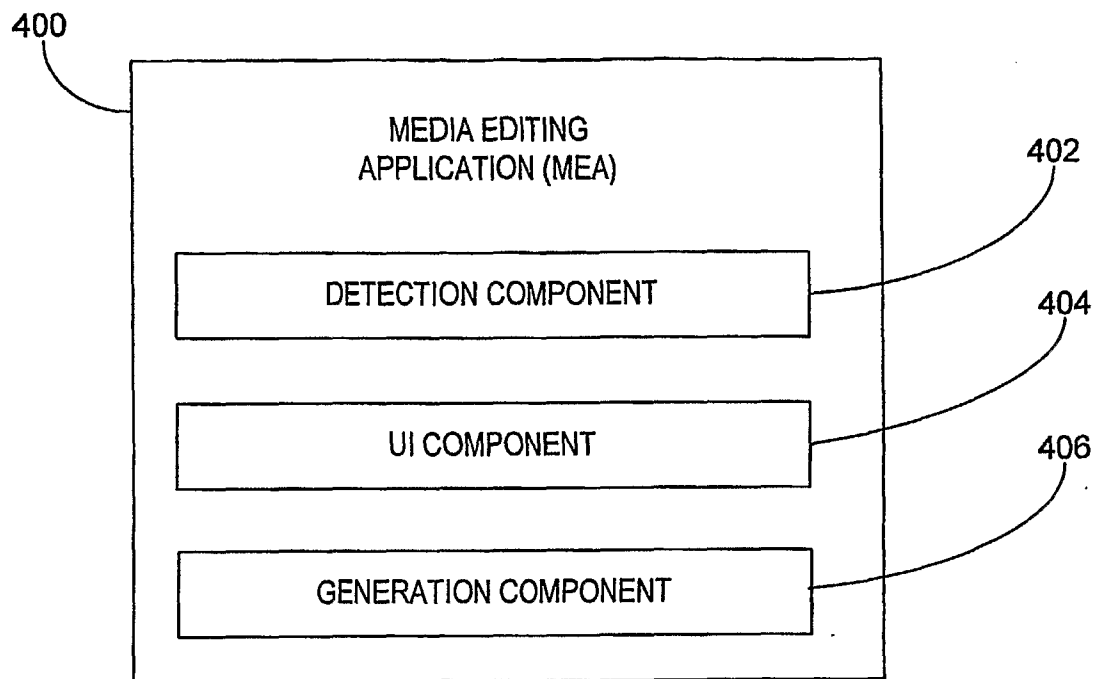 400
MEDIA EDITING
APPLICATION (MEA)
402
DETECTION COMPONENT
404
UI COMPONENT
406
GENERATION COMPONENT